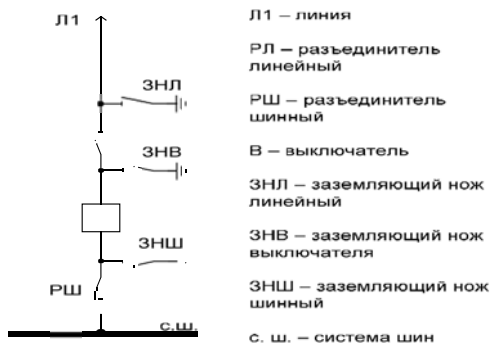 Л1
ЗНЛ
ЗНВ
ЗНШ
РШ
с.ш.
Л1 – линия
РЛ – разъединитель
линейный
РШ – разъединитель
шинный
В – выключатель
ЗНЛ – заземляющий нож
линейный
ЗНВ – заземляющий нож
выключателя
ЗНШ – заземляющий нож
шинный
с. ш. – система шин